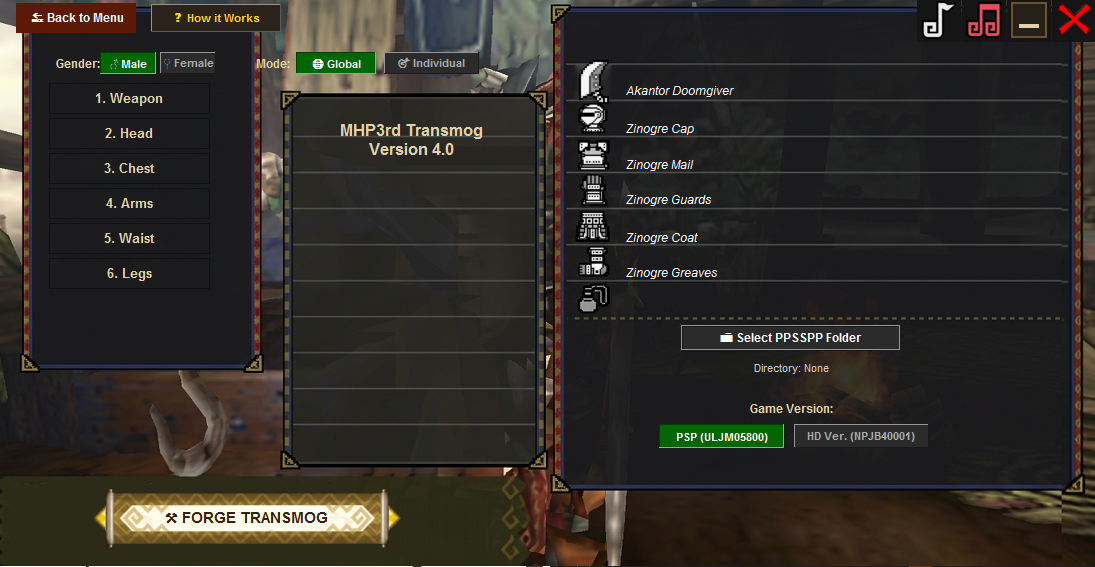 Back to Menu
? How it Works
Gender: Male Female
Mode: Global Individual
1. Weapon
2. Head
3. Chest
4. Arms
5. Waist
6. Legs
MHP3rd Transmog
Version 4.0
Akantor Doomgiver
Zinogre Cap
Zinogre Mail
Zinogre Guards
Zinogre Coat
Zinogre Greaves
Select PPSSPP Folder
Directory: None
Game Version:
PSP (ULJM05800) HD Ver. (NPJB40001)
FORGE TRANSMOG